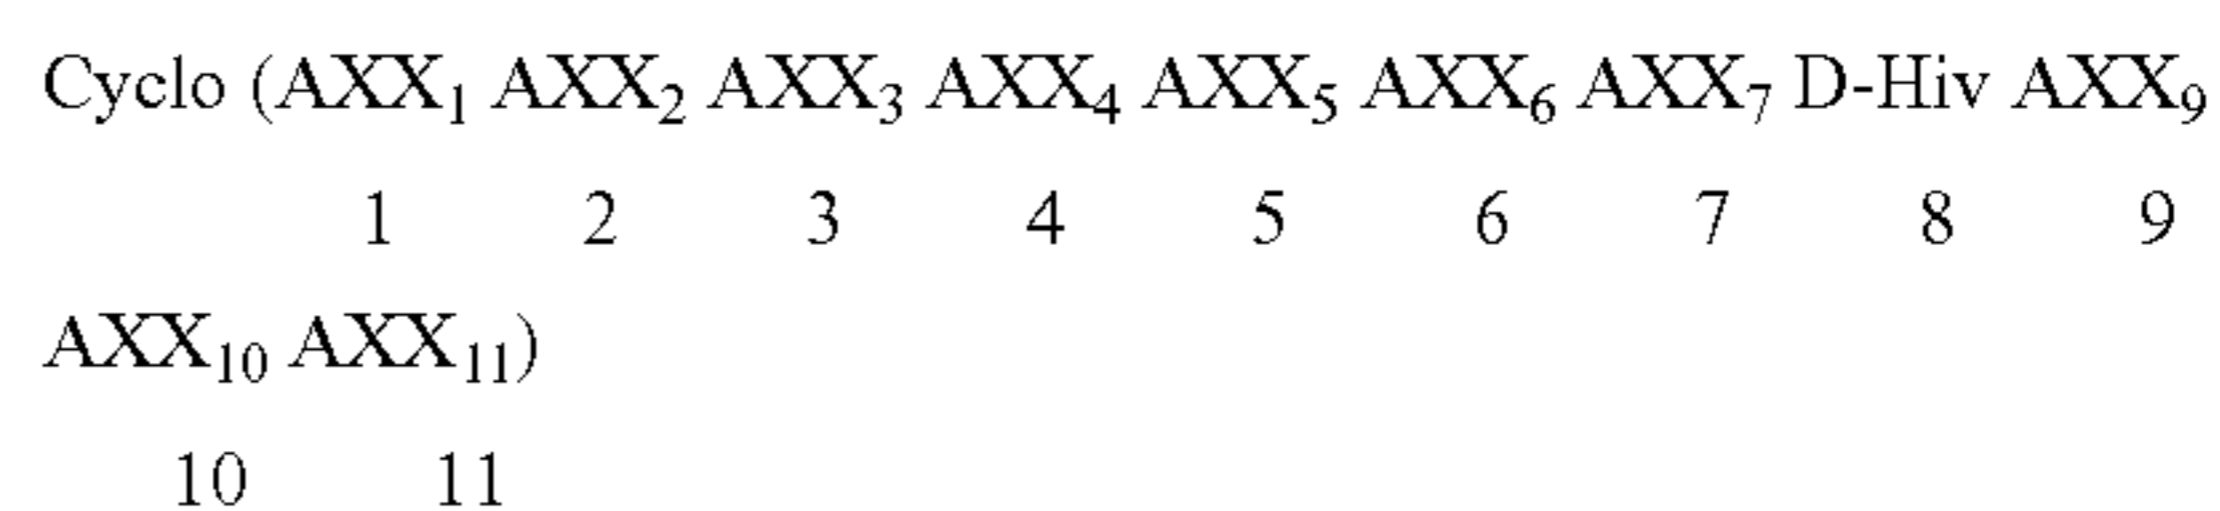 Cyclo (AXX₁ AXX₂ AXX₃ AXX₄ AXX₅ AXX₆ AXX₇ D-Hiv AXX₉
1 2 3 4 5 6 7 8 9
AXX₁₀ AXX₁₁)
10 11